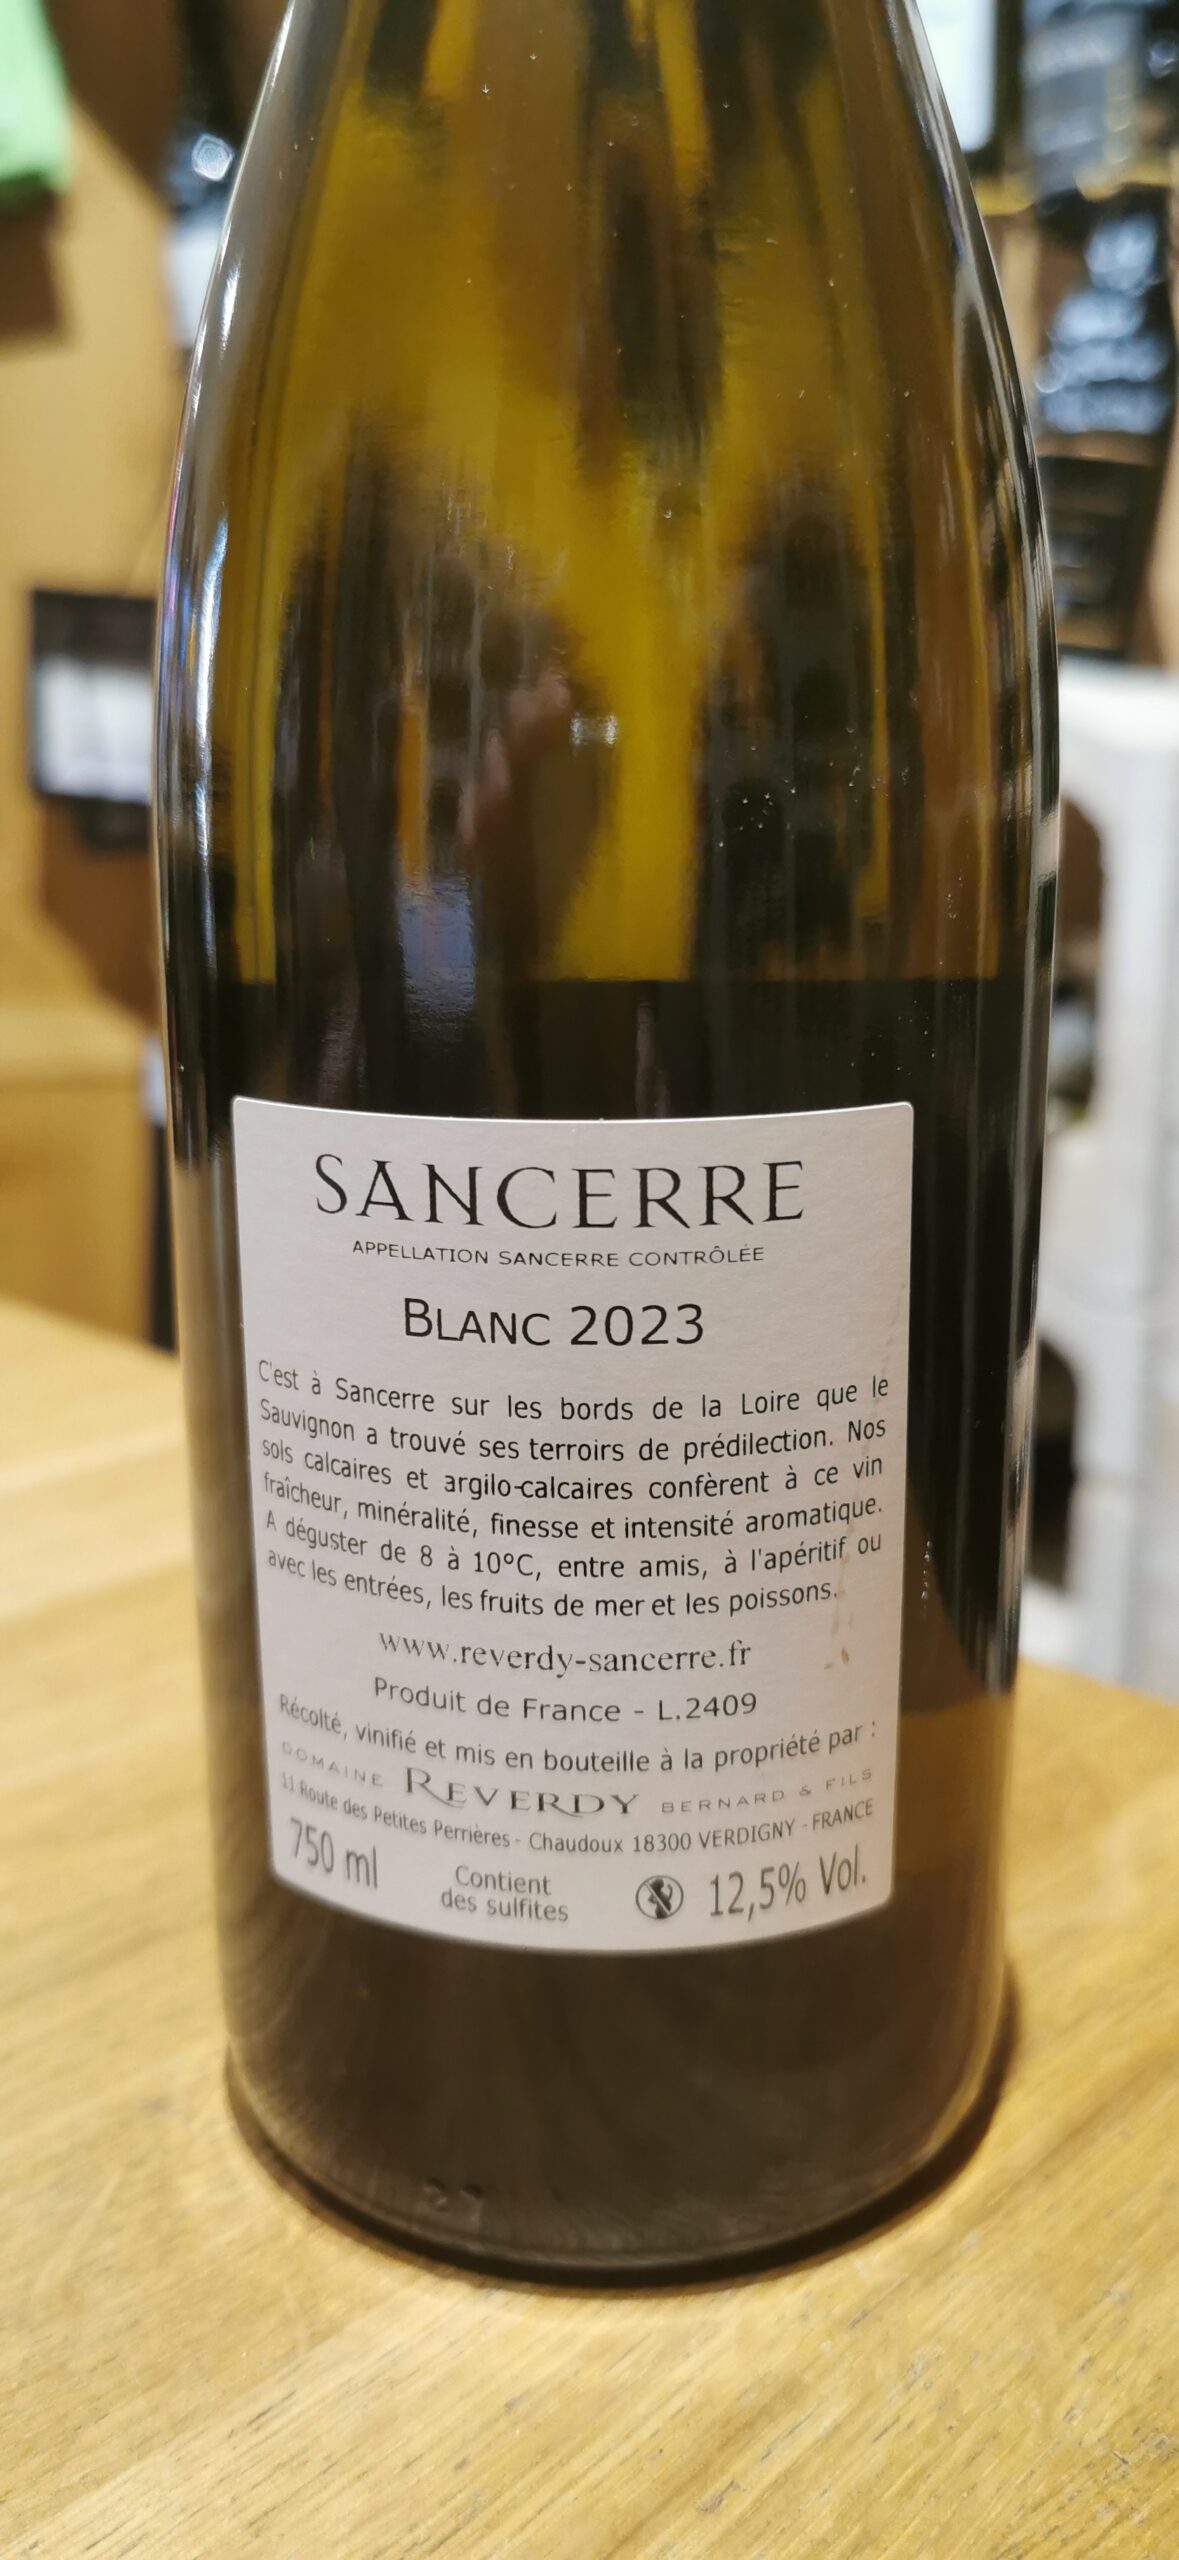 SANCERRE
APPELLATION SANCERRE CONTRÔLÉE
BLANC 2023
C'est à Sancerre sur les bords de la Loire que le
Sauvignon a trouvé ses terroirs de prédilection. Nos
sols calcaires et argilo-calcaires confèrent à ce vin
fraîcheur, minéralité, finesse et intensité aromatique.
A déguster de 8 à 10°C, entre amis, à l'apéritif ou
avec les entrées, les fruits de mer et les poissons.
www.reverdy-sancerre.fr
Produit de France - L.2409
Récolté, vinifié et mis en bouteille à la propriété par :
DOMAINE REVERDY BERNARD & FILS
11 Route des Petites Perrières - Chaudoux 18300 VERDIGNY - FRANCE
750 ml
Contient
des sulfites
12,5% Vol.